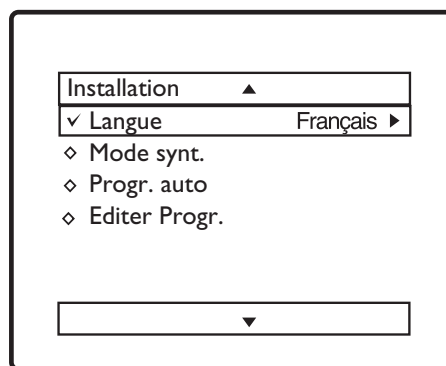 Installation ▲
✓ Langue Français ▶
◇ Mode synt.
◇ Progr. auto
◇ Editer Progr.
▼